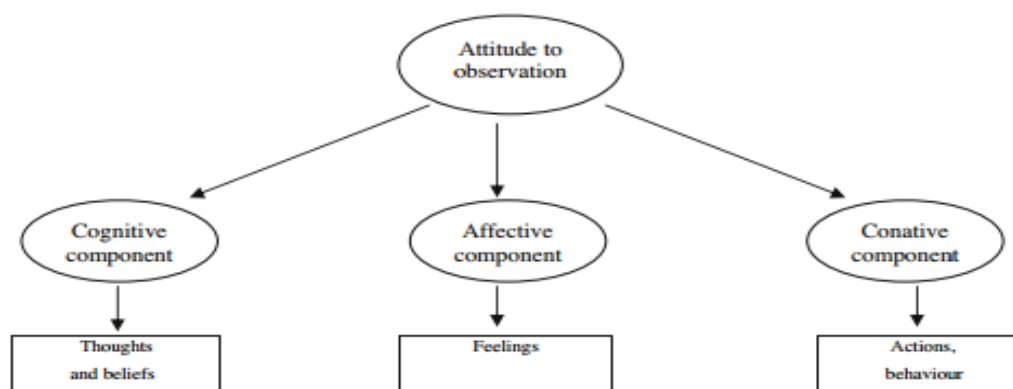 Attitude to
observation
Cognitive
component
Affective
component
Conative
component
Thoughts
and beliefs
Feelings
Actions,
behaviour